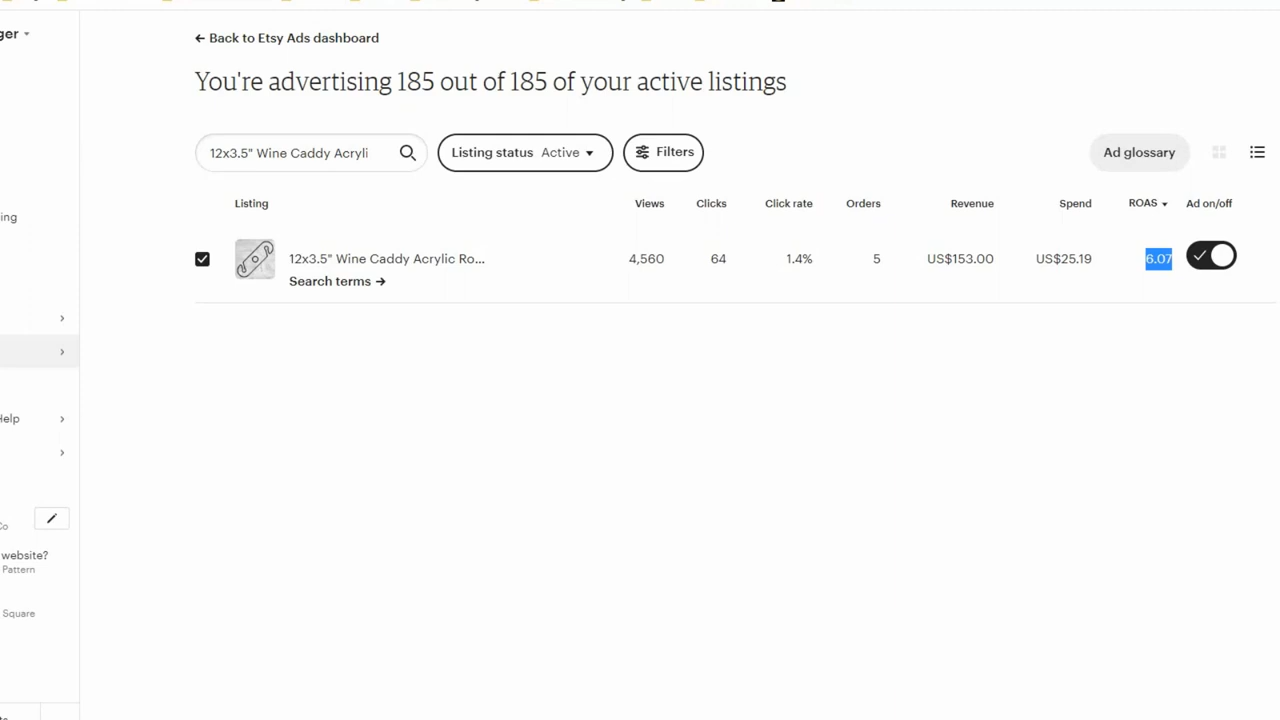 ger
← Back to Etsy Ads dashboard
You're advertising 185 out of 185 of your active listings
12x3.5" Wine Caddy Acryli
Listing status Active
Filters
Ad glossary
Listing Views Clicks Click rate Orders Revenue Spend ROAS Ad on/off
12x3.5" Wine Caddy Acrylic Ro... 4,560 64 1.4% 5 US$153.00 US$25.19 6.07
Search terms →
ing
Help
Co
website?
Pattern
Square